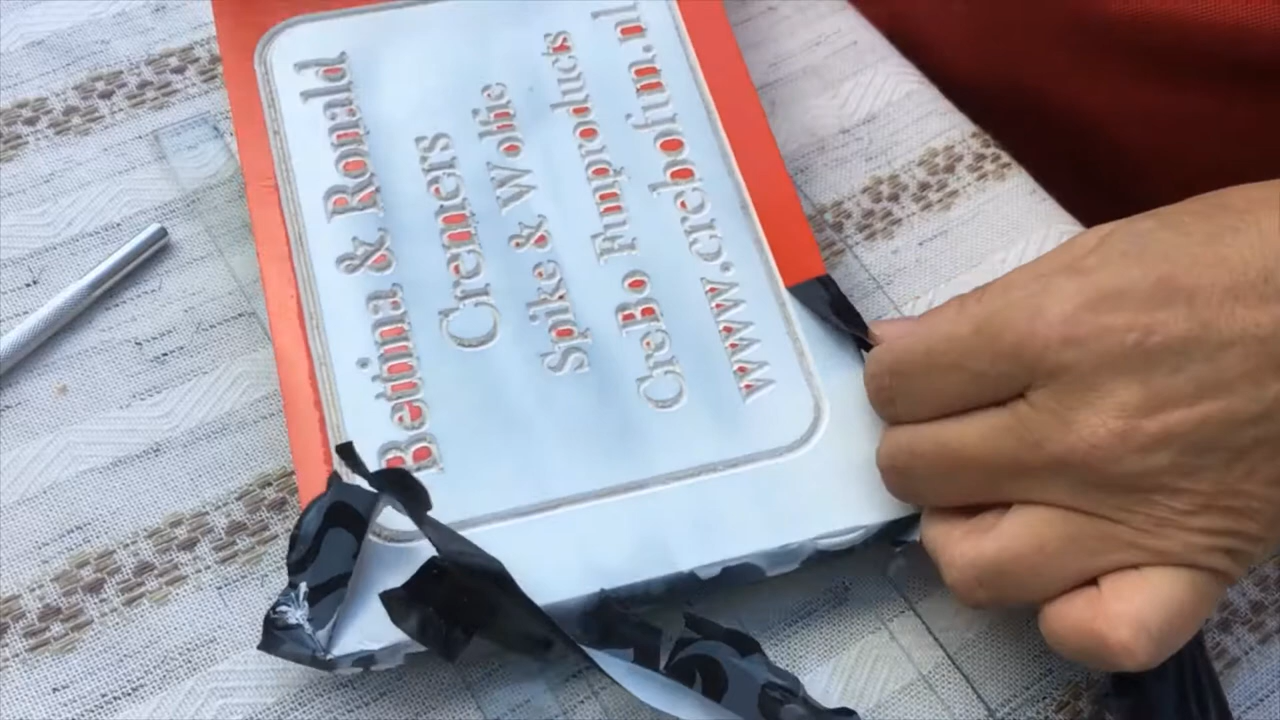 Bettina & Ronald
Cremers
Spike & Wolfie
CreBo Funproducts
www.crebofun.nl